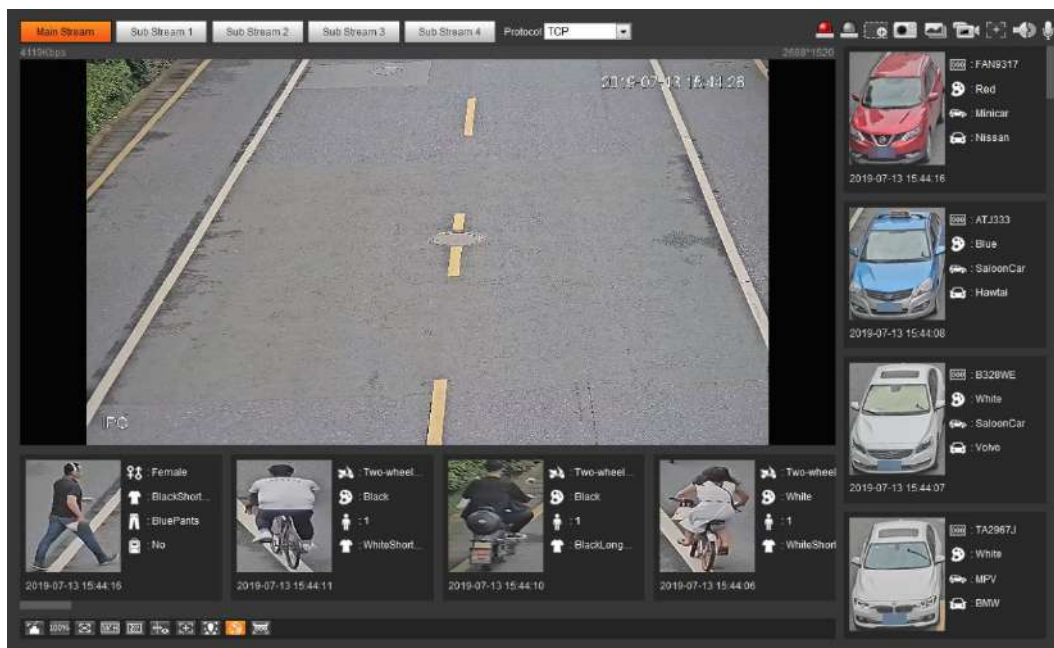 Main Stream
Sub Stream 1
Sub Stream 2
Sub Stream 3
Sub Stream 4
Protocol TCP
4119Kbps
2688*1520
2019-07-13 15:44:26
IPC
: FAN9317
: Red
: Minicar
: Nissan
2019-07-13 15:44:16
: ATJ333
: Blue
: SaloonCar
: Hawtai
2019-07-13 15:44:08
: B328WE
: White
: SaloonCar
: Volvo
2019-07-13 15:44:07
: TA2967J
: White
: MPV
: BMW
: Female
: BlackShort...
: BluePants
: No
2019-07-13 15:44:16
: Two-wheel...
: Black
: 1
: WhiteShort...
2019-07-13 15:44:11
: Two-wheel...
: Black
: 1
: BlackLong...
2019-07-13 15:44:10
: Two-wheel
: White
: 1
: WhiteShort
2019-07-13 15:44:06
100%
W:H